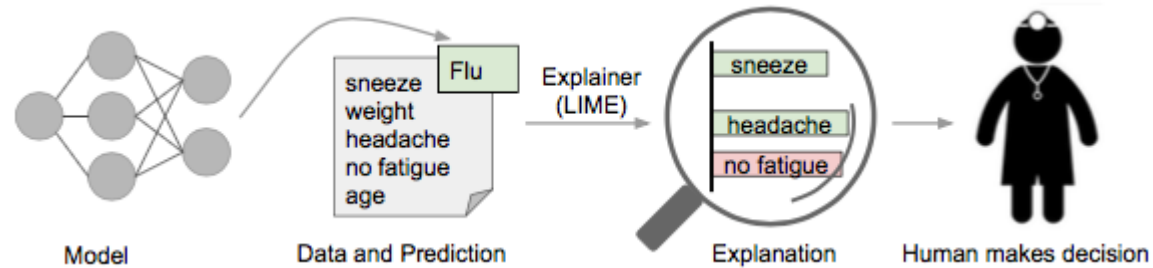 Flu
sneeze
weight
headache
no fatigue
age
Explainer
(LIME)
sneeze
headache
no fatigue
Model
Data and Prediction
Explanation
Human makes decision